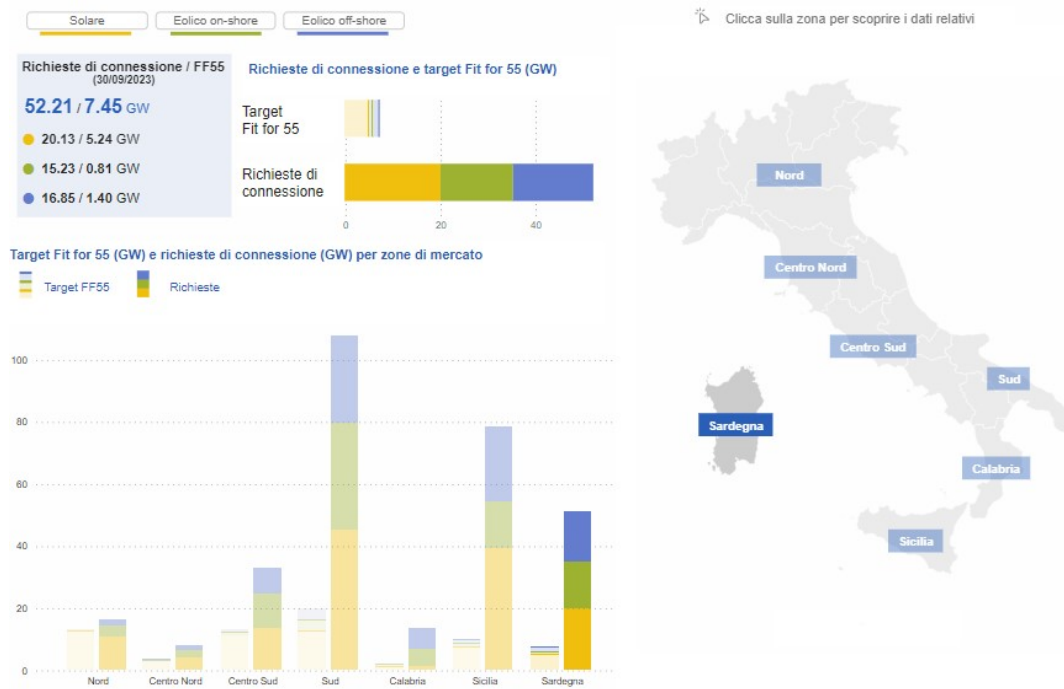 Solare
Eolico on-shore
Eolico off-shore
Clicca sulla zona per scoprire i dati relativi
Richieste di connessione / FF55
(30/09/2023)
52.21 / 7.45 GW
20.13 / 5.24 GW
15.23 / 0.81 GW
16.85 / 1.40 GW
Richieste di connessione e target Fit for 55 (GW)
Target
Fit for 55
Richieste di
connessione
0
20
40
Target Fit for 55 (GW) e richieste di connessione (GW) per zone di mercato
Target FF55
Richieste
100
80
60
40
20
0
Nord
Centro Nord
Centro Sud
Sud
Calabria
Sicilia
Sardegna
Nord
Centro Nord
Centro Sud
Sud
Sardegna
Calabria
Sicilia